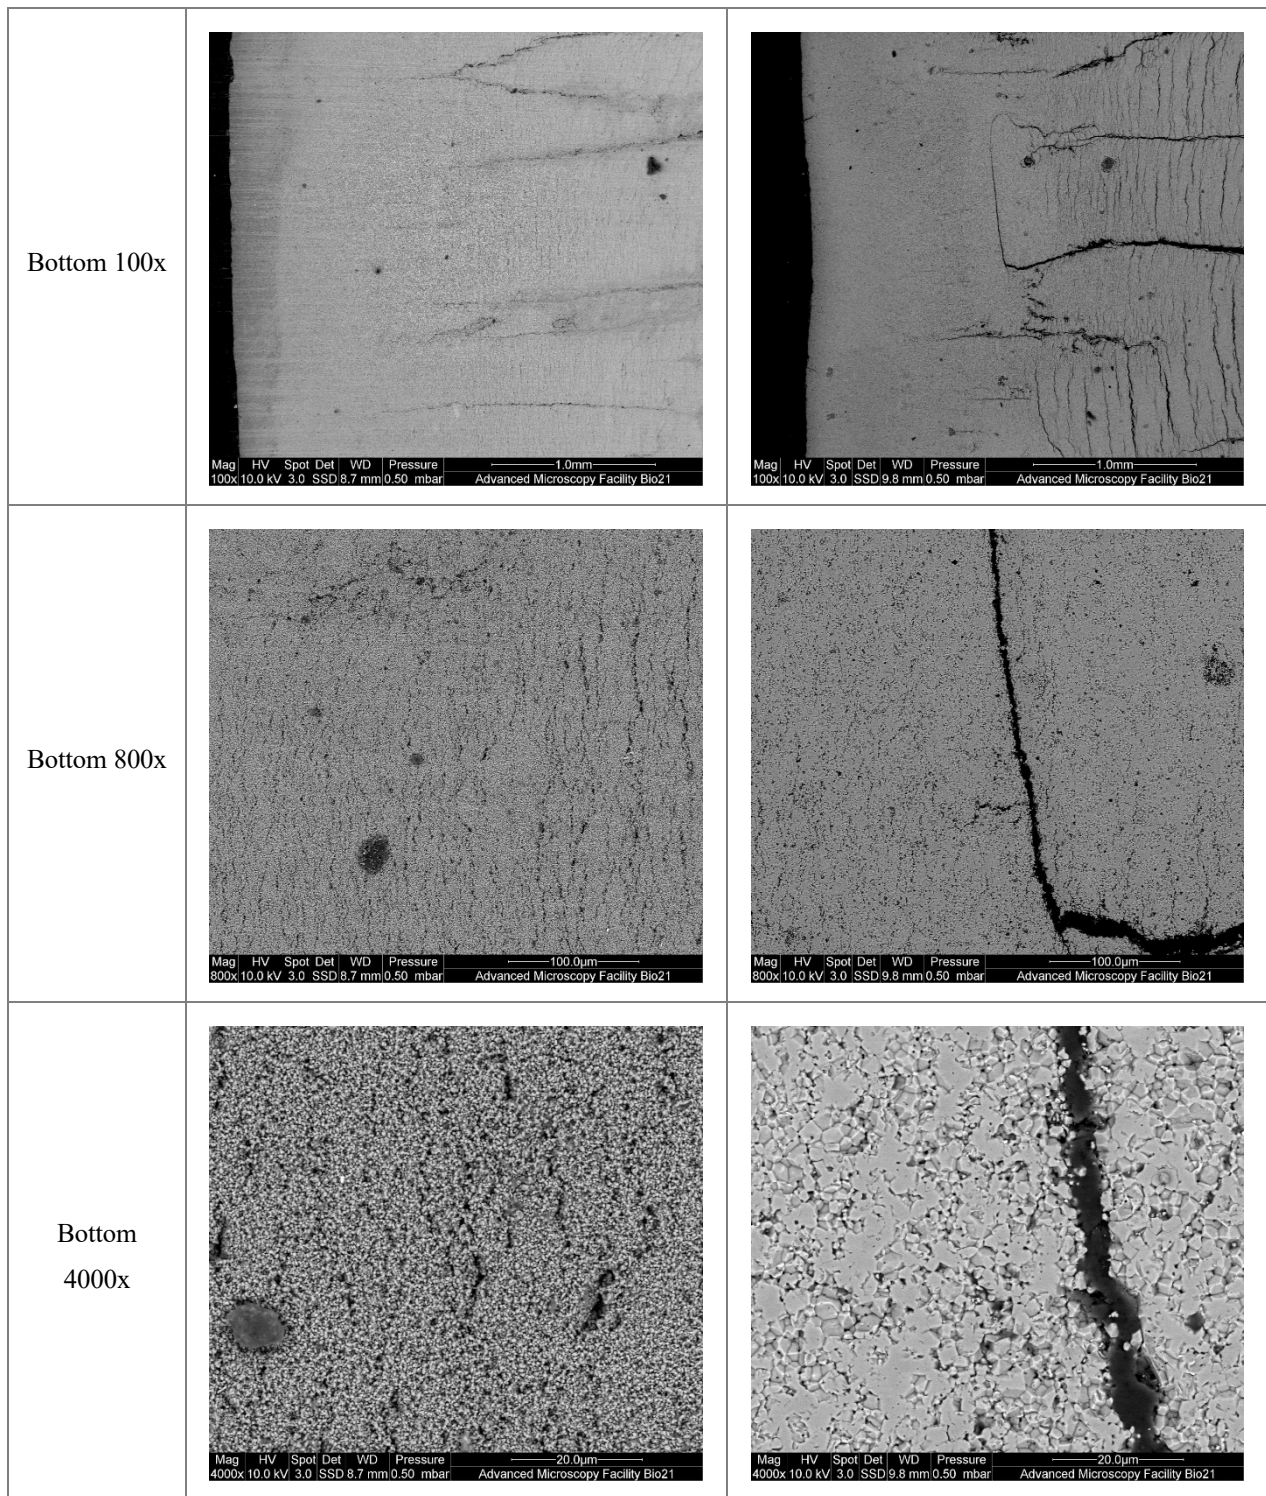 Bottom 100x
Mag HV Spot Det WD Pressure 1.0mm
100x 10.0 kV 3.0 SSD 8.7 mm 0.50 mbar Advanced Microscopy Facility Bio21
Mag HV Spot Det WD Pressure 1.0mm
100x 10.0 kV 3.0 SSD 9.8 mm 0.50 mbar Advanced Microscopy Facility Bio21
Bottom 800x
Mag HV Spot Det WD Pressure 100.0µm
800x 10.0 kV 3.0 SSD 8.7 mm 0.50 mbar Advanced Microscopy Facility Bio21
Mag HV Spot Det WD Pressure 100.0µm
800x 10.0 kV 3.0 SSD 9.8 mm 0.50 mbar Advanced Microscopy Facility Bio21
Bottom
4000x
Mag HV Spot Det WD Pressure 20.0µm
4000x 10.0 kV 3.0 SSD 8.7 mm 0.50 mbar Advanced Microscopy Facility Bio21
Mag HV Spot Det WD Pressure 20.0µm
4000x 10.0 kV 3.0 SSD 9.8 mm 0.50 mbar Advanced Microscopy Facility Bio21